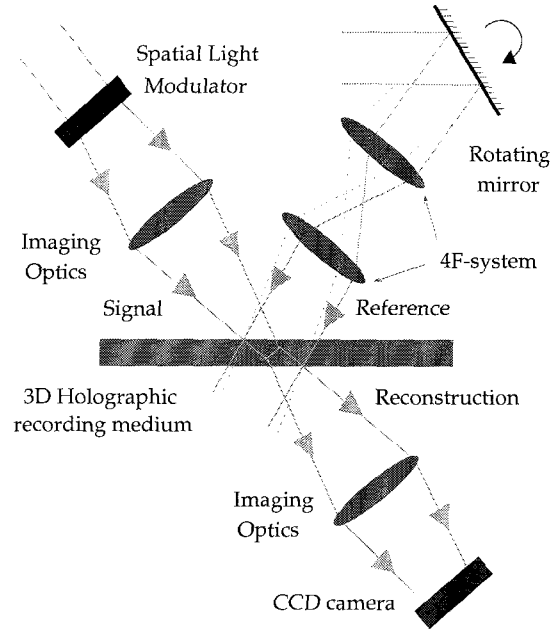 Spatial Light
Modulator
Rotating
mirror
Imaging
Optics
4F-system
Signal
Reference
3D Holographic
recording medium
Reconstruction
Imaging
Optics
CCD camera